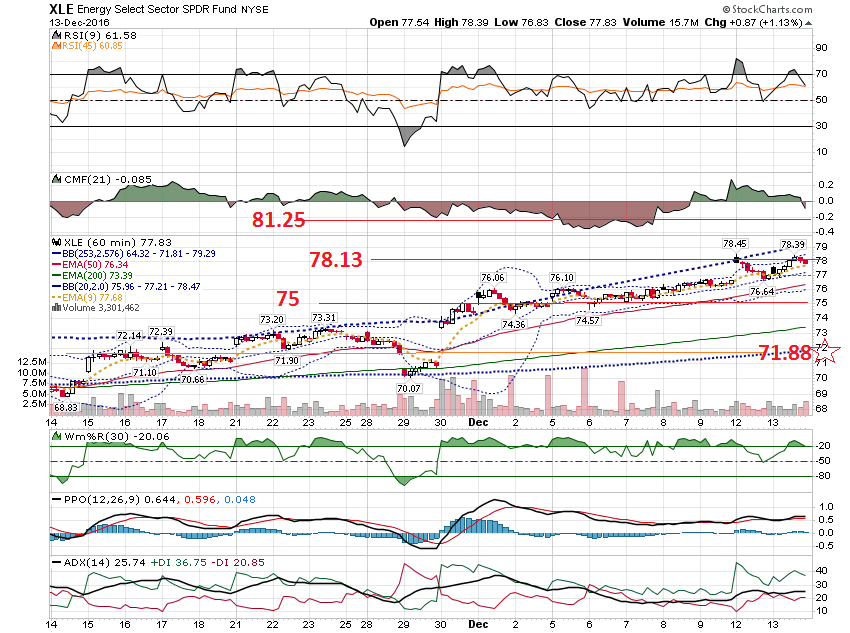 XLE Energy Select Sector SPDR Fund NYSE
© StockCharts.com
13-Dec-2016
Open 77.54 High 78.39 Low 76.83 Close 77.83 Volume 15.7M Chg +0.87 (+1.13%)
RSI(9) 61.58
RSI(45) 60.85
90
70
50
30
10
CMF(21) -0.085
0.2
0.0
-0.2
-0.4
81.25
XLE (60 min) 77.83
BB(253,2.576) 64.32 - 71.81 - 79.29
EMA(50) 76.34
EMA(200) 73.39
BB(20,2.0) 75.96 - 77.21 - 78.47
EMA(9) 77.68
Volume 3,301,462
78.13
75
71.88
78.45
78.39
76.06
76.10
76.64
74.36
74.57
73.20
73.31
72.14
72.39
71.10
70.66
71.90
70.07
68.83
79
78
77
76
75
74
73
72
71
70
69
68
12.5M
10.0M
7.5M
5.0M
2.5M
14 15 16 17 18 21 22 23 25 28 29 30 Dec 2 5 6 7 8 9 12 13
Wm%R(30) -20.06
-20
-50
-80
PPO(12,26,9) 0.644, 0.596, 0.048
1.0
0.5
0.0
-0.5
ADX(14) 25.74 +DI 36.75 -DI 20.85
40
30
20
10
14 15 16 17 18 21 22 23 25 28 29 30 Dec 2 5 6 7 8 9 12 13